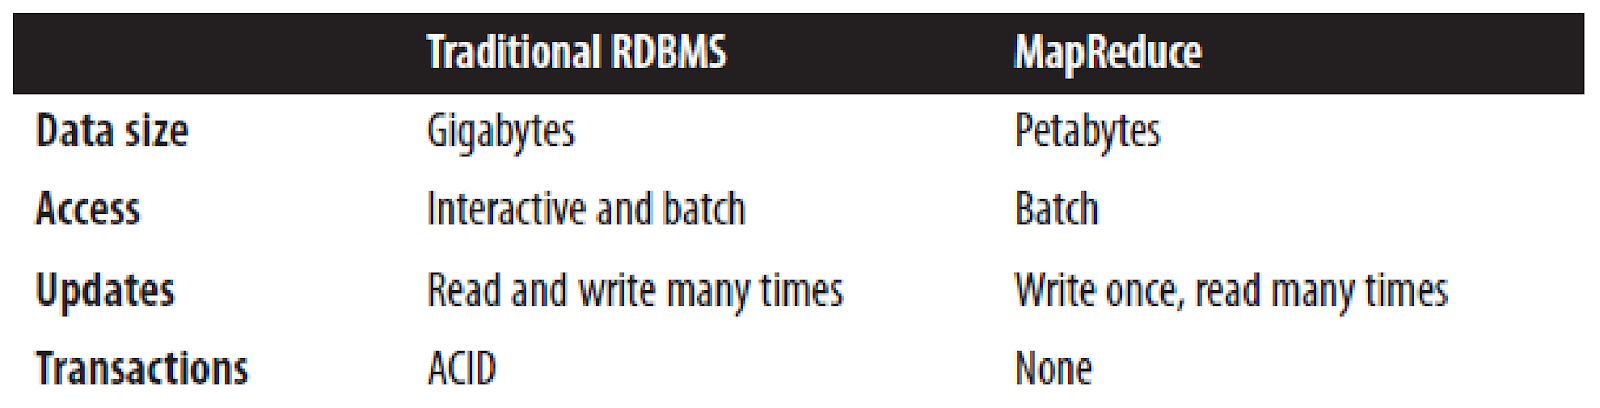 Traditional RDBMS MapReduce
Data size Gigabytes Petabytes
Access Interactive and batch Batch
Updates Read and write many times Write once, read many times
Transactions ACID None